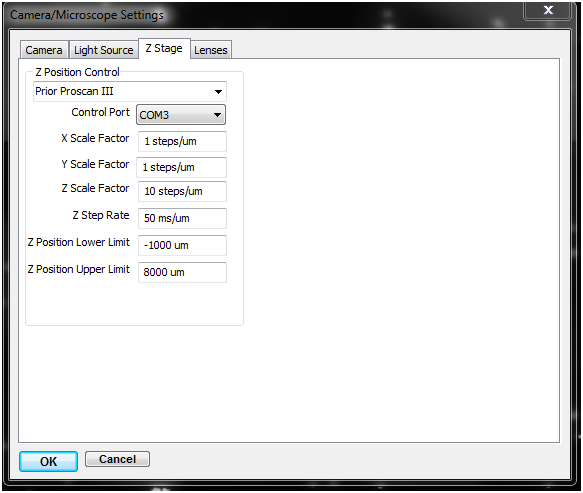 Camera/Microscope Settings
x
Camera Light Source Z Stage Lenses
Z Position Control
Prior Proscan III
Control Port COM3
X Scale Factor 1 steps/um
Y Scale Factor 1 steps/um
Z Scale Factor 10 steps/um
Z Step Rate 50 ms/um
Z Position Lower Limit -1000 um
Z Position Upper Limit 8000 um
OK Cancel